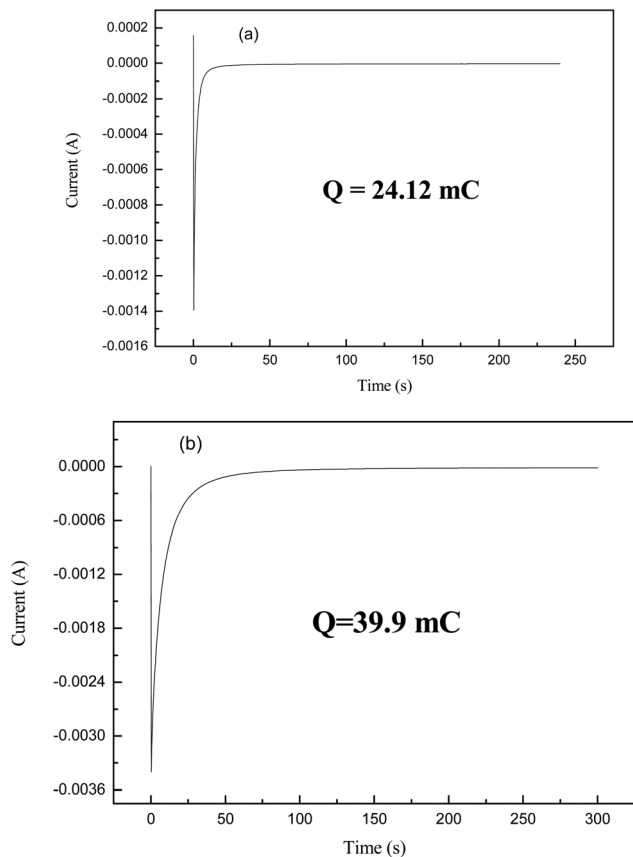 (a)
0.0002
0.0000
-0.0002
-0.0004
-0.0006
-0.0008
-0.0010
-0.0012
-0.0014
-0.0016
Current (A)
Q = 24.12 mC
0 50 100 150 200 250
Time (s)
(b)
0.0000
-0.0006
-0.0012
-0.0018
-0.0024
-0.0030
-0.0036
Current (A)
Q=39.9 mC
0 50 100 150 200 250 300
Time (s)